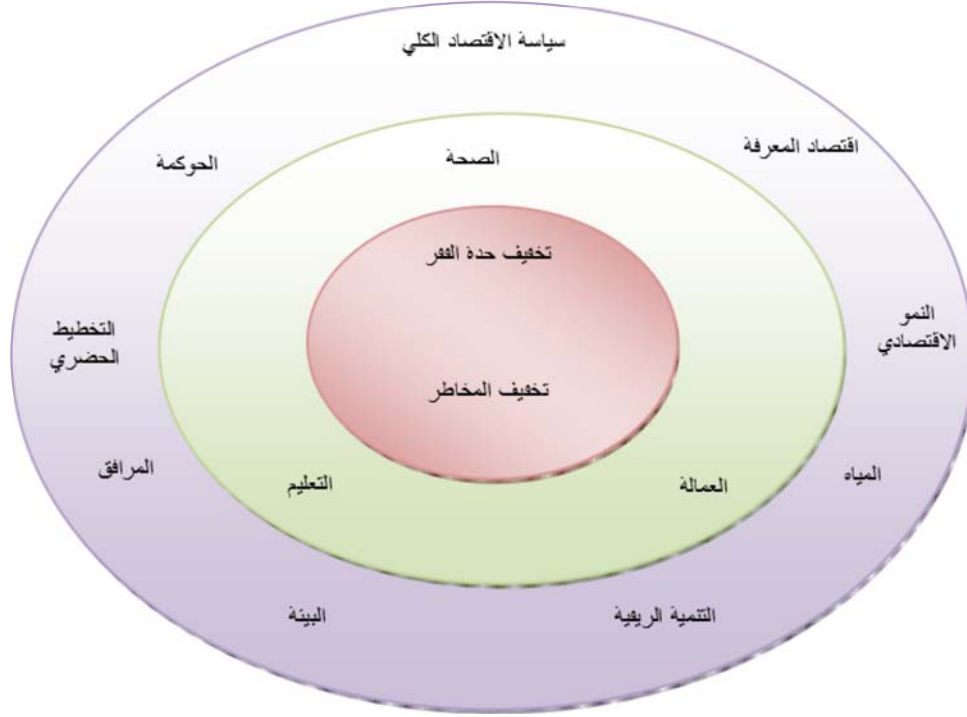 سياسة الاقتصاد الكلي
اقتصاد المعرفة
الصحة
الحوكمة
تخفيف حدة الفقر
النمو
الاقتصادي
التخطيط
الحضري
تخفيف المخاطر
المياه
العمالة
التعليم
المرافق
التنمية الريفية
البيئة